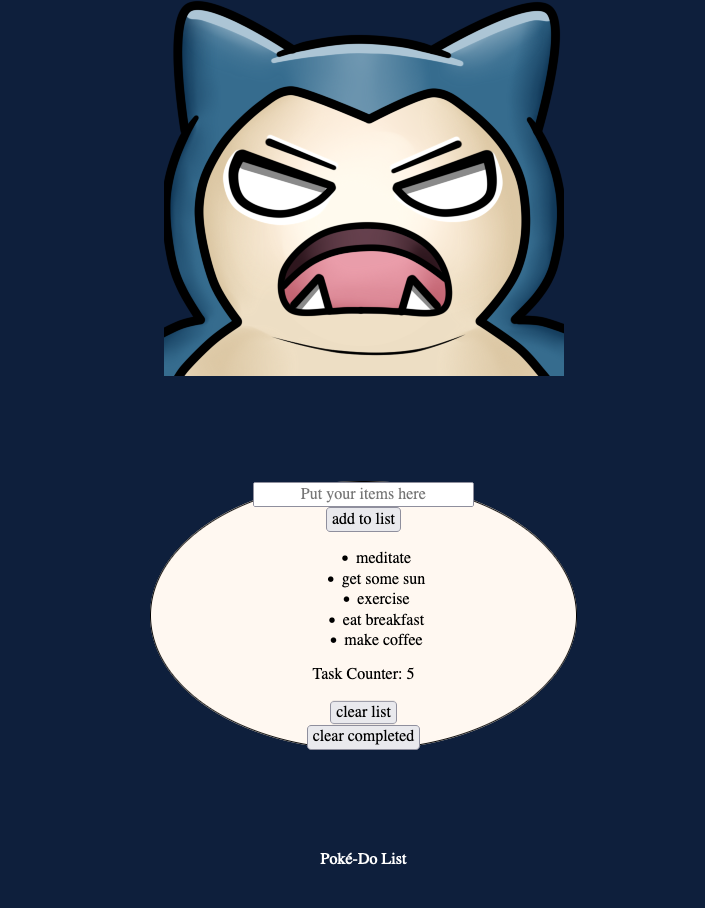 Put your items here
add to list
meditate
get some sun
exercise
eat breakfast
make coffee
Task Counter: 5
clear list
clear completed
Poké-Do List